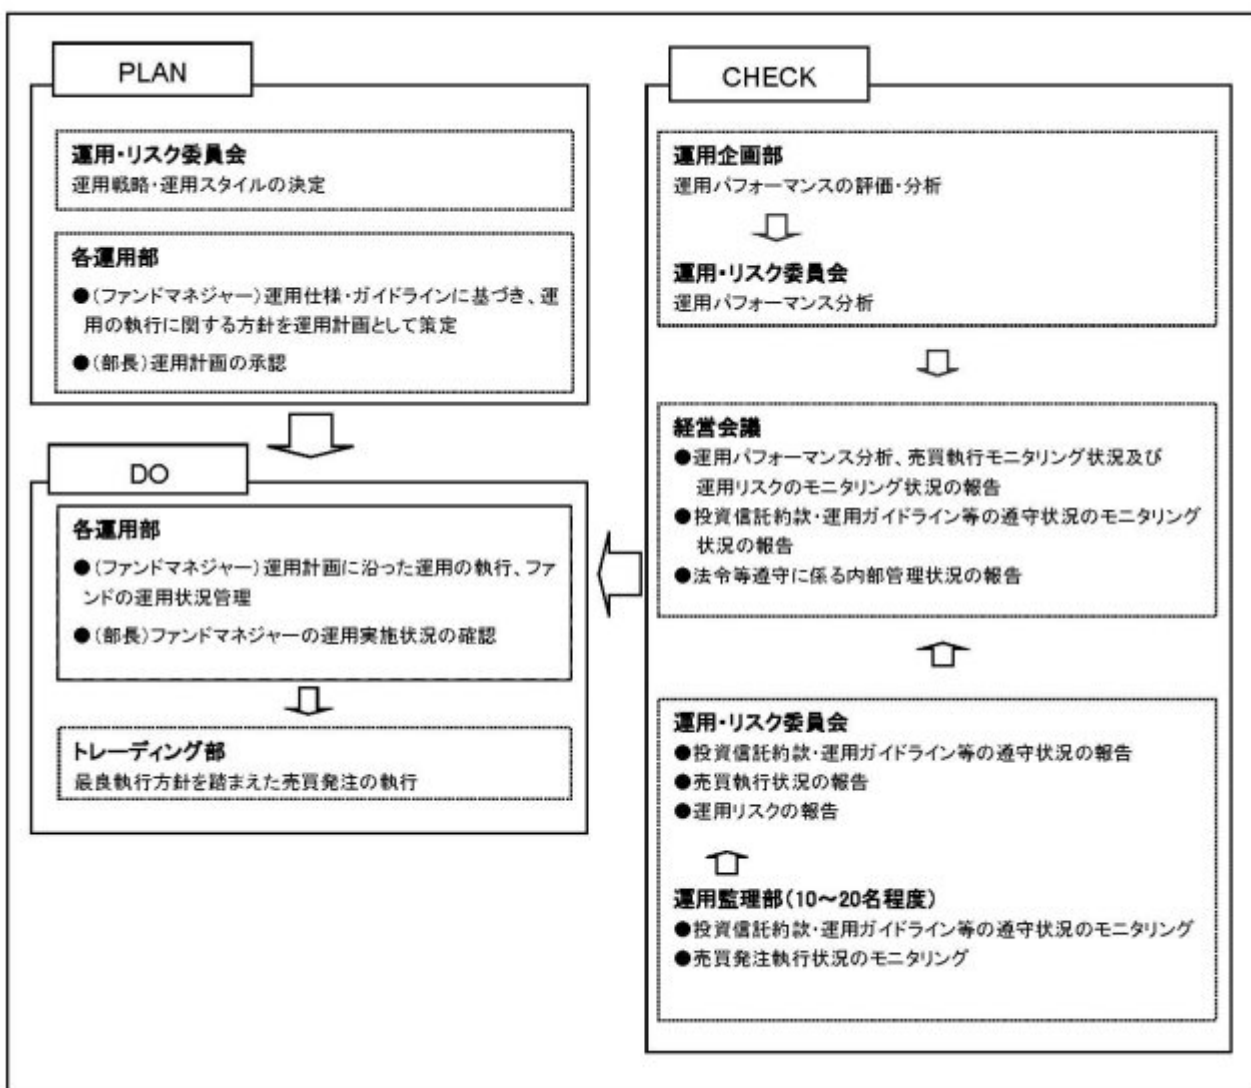 PLAN
運用・リスク委員会
運用戦略・運用スタイルの決定
各運用部
●(ファンドマネジャー)運用仕様・ガイドラインに基づき、運
用の執行に関する方針を運用計画として策定
●(部長)運用計画の承認
DO
各運用部
●(ファンドマネジャー)運用計画に沿った運用の執行、ファ
ンドの運用状況管理
●(部長)ファンドマネジャーの運用実施状況の確認
トレーディング部
最良執行方針を踏まえた売買発注の執行
CHECK
運用企画部
運用パフォーマンスの評価・分析
運用・リスク委員会
運用パフォーマンス分析
経営会議
●運用パフォーマンス分析、売買執行モニタリング状況及び
運用リスクのモニタリング状況の報告
●投資信託約款・運用ガイドライン等の遵守状況のモニタリング
状況の報告
●法令等遵守に係る内部管理状況の報告
運用・リスク委員会
●投資信託約款・運用ガイドライン等の遵守状況の報告
●売買執行状況の報告
●運用リスクの報告
運用監理部(10～20名程度)
●投資信託約款・運用ガイドライン等の遵守状況のモニタリング
●売買発注執行状況のモニタリング